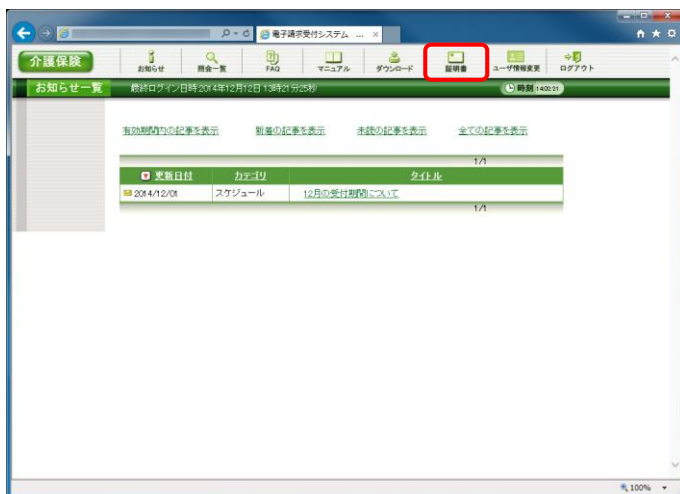 電子請求受付システム ...
介護保険
お知らせ 照会一覧 FAQ マニュアル ダウンロード 証明書 ユーザ情報変更 ログアウト
お知らせ一覧 最終ログイン日時:2014年12月12日 13時21分25秒 時刻 14:02:31
有効期間内の記事を表示 新着の記事を表示 未読の記事を表示 全ての記事を表示
1/1
更新日付 カテゴリ タイトル
2014/12/01 スケジュール 12月の受付期間について
1/1
100%